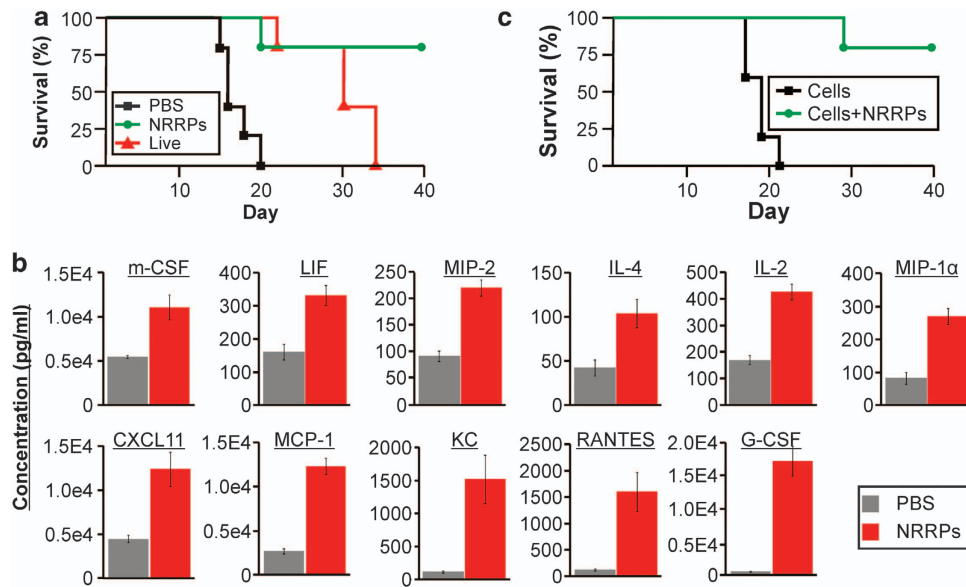 a
Survival (%)
100
75
50
25
0
PBS
NRRPs
Live
10 20 30 40
Day
c
Survival (%)
100
75
50
25
0
Cells
Cells+NRRPs
10 20 30 40
Day
b
Concentration (pg/ml)
m-CSF
1.5E4
1.0e4
0.5e4
0
LIF
400
300
200
100
0
MIP-2
250
200
150
100
50
0
IL-4
150
100
50
0
IL-2
500
400
300
200
100
0
MIP-1α
400
300
200
100
0
CXCL11
1.5E4
1.0e4
0.5e4
0
MCP-1
1.5E4
1.0e4
0.5e4
0
KC
2000
1500
1000
500
0
RANTES
2500
2000
1500
1000
500
0
G-CSF
2.0E4
1.5e4
1.0e4
0.5e4
0
PBS
NRRPs